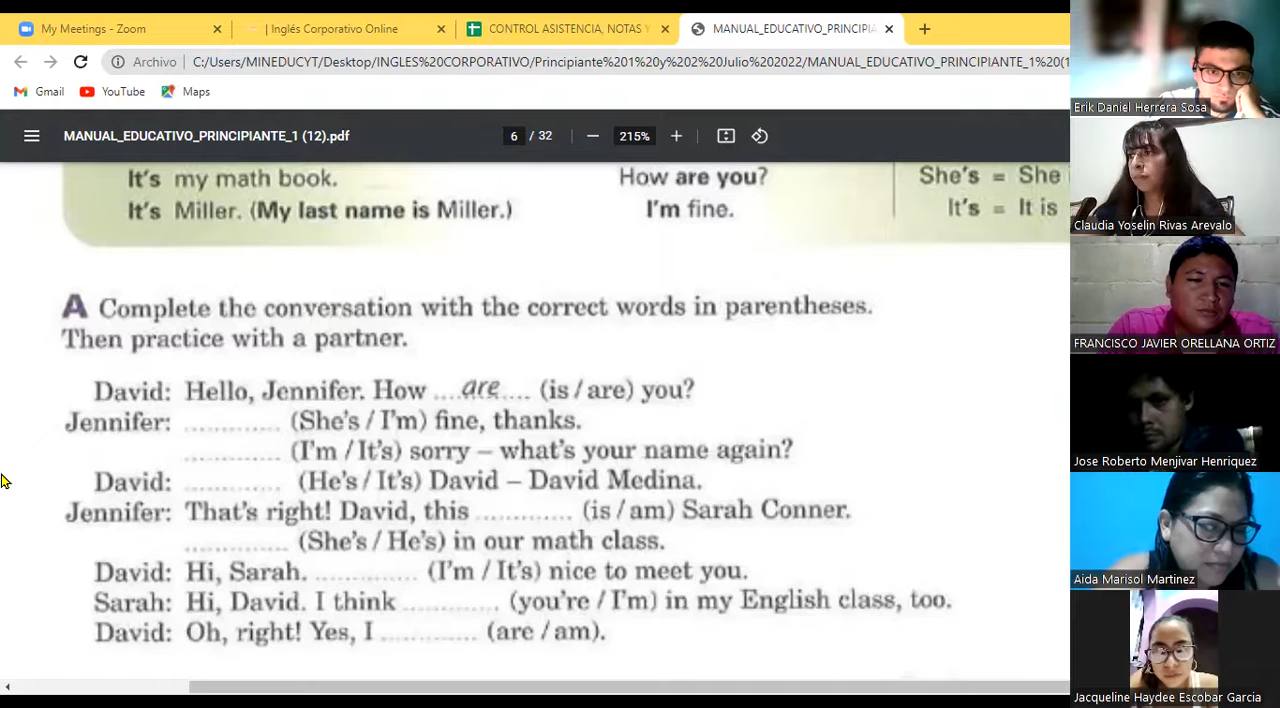 My Meetings - Zoom
| Inglés Corporativo Online
CONTROL ASISTENCIA, NOTAS Y
MANUAL_EDUCATIVO_PRINCIPIA
Archivo
C:/Users/MINEDUCYT/Desktop/INGLES%20CORPORATIVO/Principiante%201%20y%202%20Julio%202022/MANUAL_EDUCATIVO_PRINCIPIANTE_1%20(1
Gmail
YouTube
Maps
MANUAL_EDUCATIVO_PRINCIPIANTE_1 (12).pdf
6 / 32
215%
It's my math book.
It's Miller. (My last name is Miller.)
How are you?
I'm fine.
She's = She
It's = It is
A Complete the conversation with the correct words in parentheses.
Then practice with a partner.
David: Hello, Jennifer. How ....are.... (is / are) you?
Jennifer: ............. (She's / I'm) fine, thanks.
............. (I'm / It's) sorry – what's your name again?
David: ............. (He's / It's) David – David Medina.
Jennifer: That's right! David, this ............. (is / am) Sarah Conner.
............. (She's / He's) in our math class.
David: Hi, Sarah. ............. (I'm / It's) nice to meet you.
Sarah: Hi, David. I think ............. (you're / I'm) in my English class, too.
David: Oh, right! Yes, I ............. (are / am).
Erik Daniel Herrera Sosa
Claudia Yoselin Rivas Arevalo
FRANCISCO JAVIER ORELLANA ORTIZ
Jose Roberto Menjivar Henriquez
Aida Marisol Martinez
Jacqueline Haydee Escobar Garcia